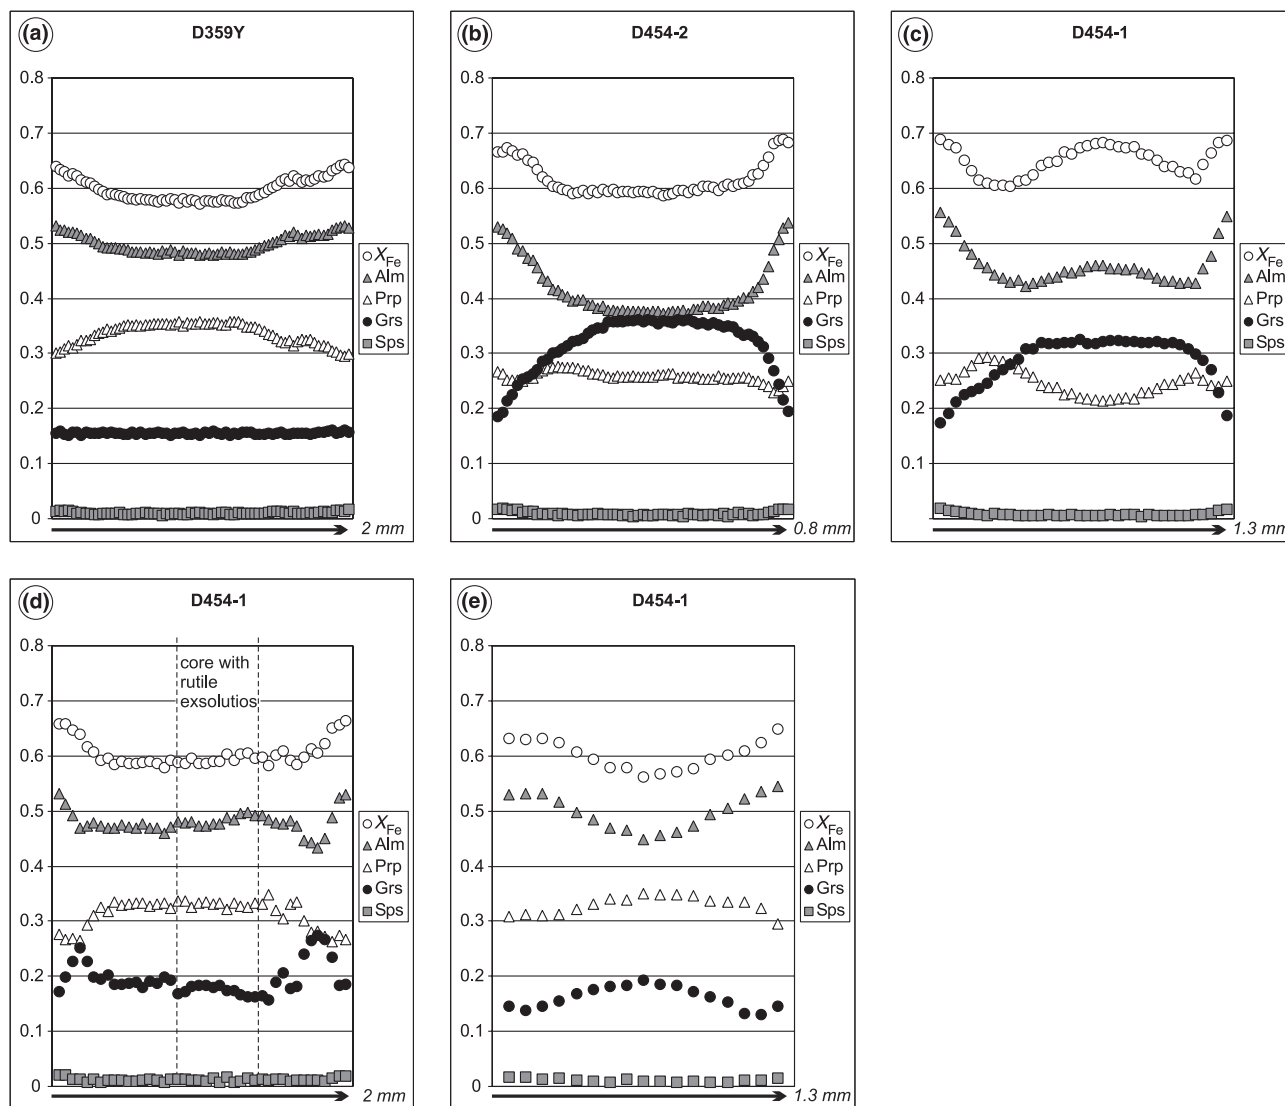 (a)
D359Y
0.8
0.7
0.6
0.5
0.4
0.3
0.2
0.1
0
XFe
Alm
Prp
Grs
Sps
2 mm
(b)
D454-2
0.8
0.7
0.6
0.5
0.4
0.3
0.2
0.1
0
XFe
Alm
Prp
Grs
Sps
0.8 mm
(c)
D454-1
0.8
0.7
0.6
0.5
0.4
0.3
0.2
0.1
0
XFe
Alm
Prp
Grs
Sps
1.3 mm
(d)
D454-1
0.8
0.7
0.6
0.5
0.4
0.3
0.2
0.1
0
core with
rutile
exsolutios
XFe
Alm
Prp
Grs
Sps
2 mm
(e)
D454-1
0.8
0.7
0.6
0.5
0.4
0.3
0.2
0.1
0
XFe
Alm
Prp
Grs
Sps
1.3 mm